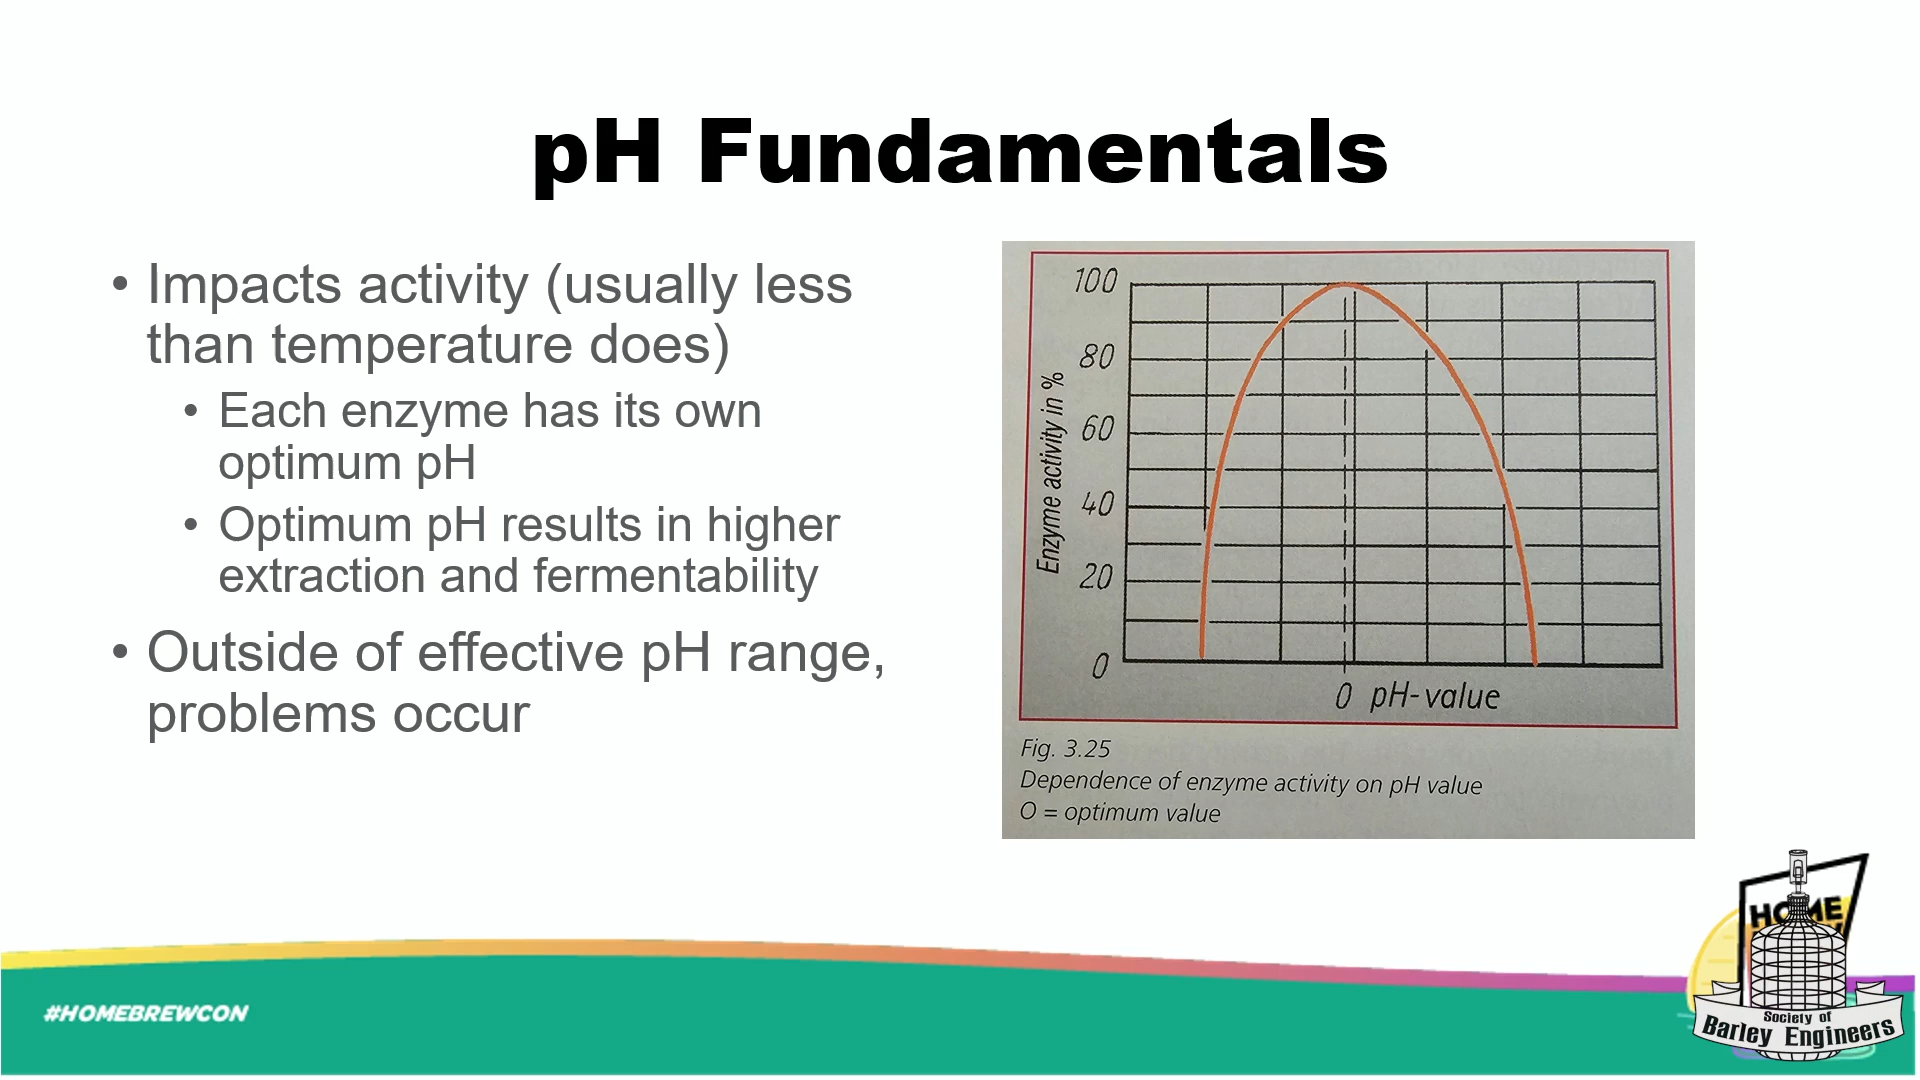 pH Fundamentals
• Impacts activity (usually less
than temperature does)
• Each enzyme has its own
optimum pH
• Optimum pH results in higher
extraction and fermentability
• Outside of effective pH range,
problems occur
100
80
60
40
20
0
Enzyme activity in %
0 pH-value
Fig. 3.25
Dependence of enzyme activity on pH value
O = optimum value
#HOMEBREWCON
HOME
Society of
Barley Engineers